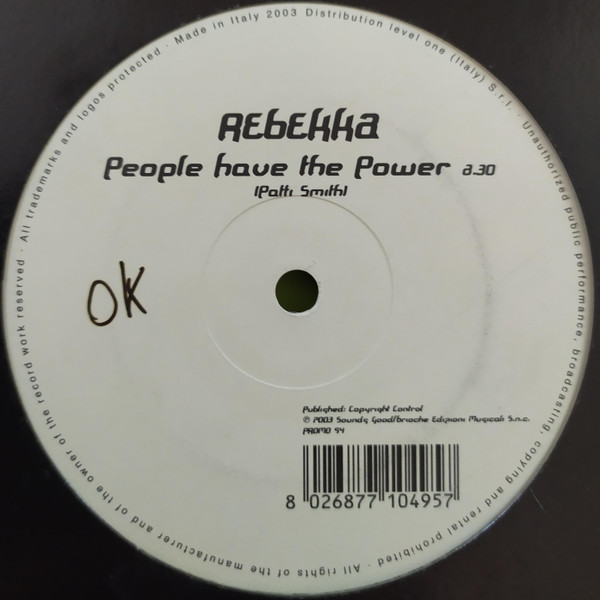 REbEkka
People have the Power 8.30
(Patti Smith)
OK
Published: Copyright Control
© 2003 Sounds Good/Brioche Edizioni Musicali S.n.c.
PROMO 54
8 026877 104957
All trademarks and logos protected · Made in Italy 2003 Distribution level one (Italy) S.r.l. · Unauthorized public performance, broadcasting, copying and rental prohibited · All rights of the manufacturer and of the owner of the record work reserved ·